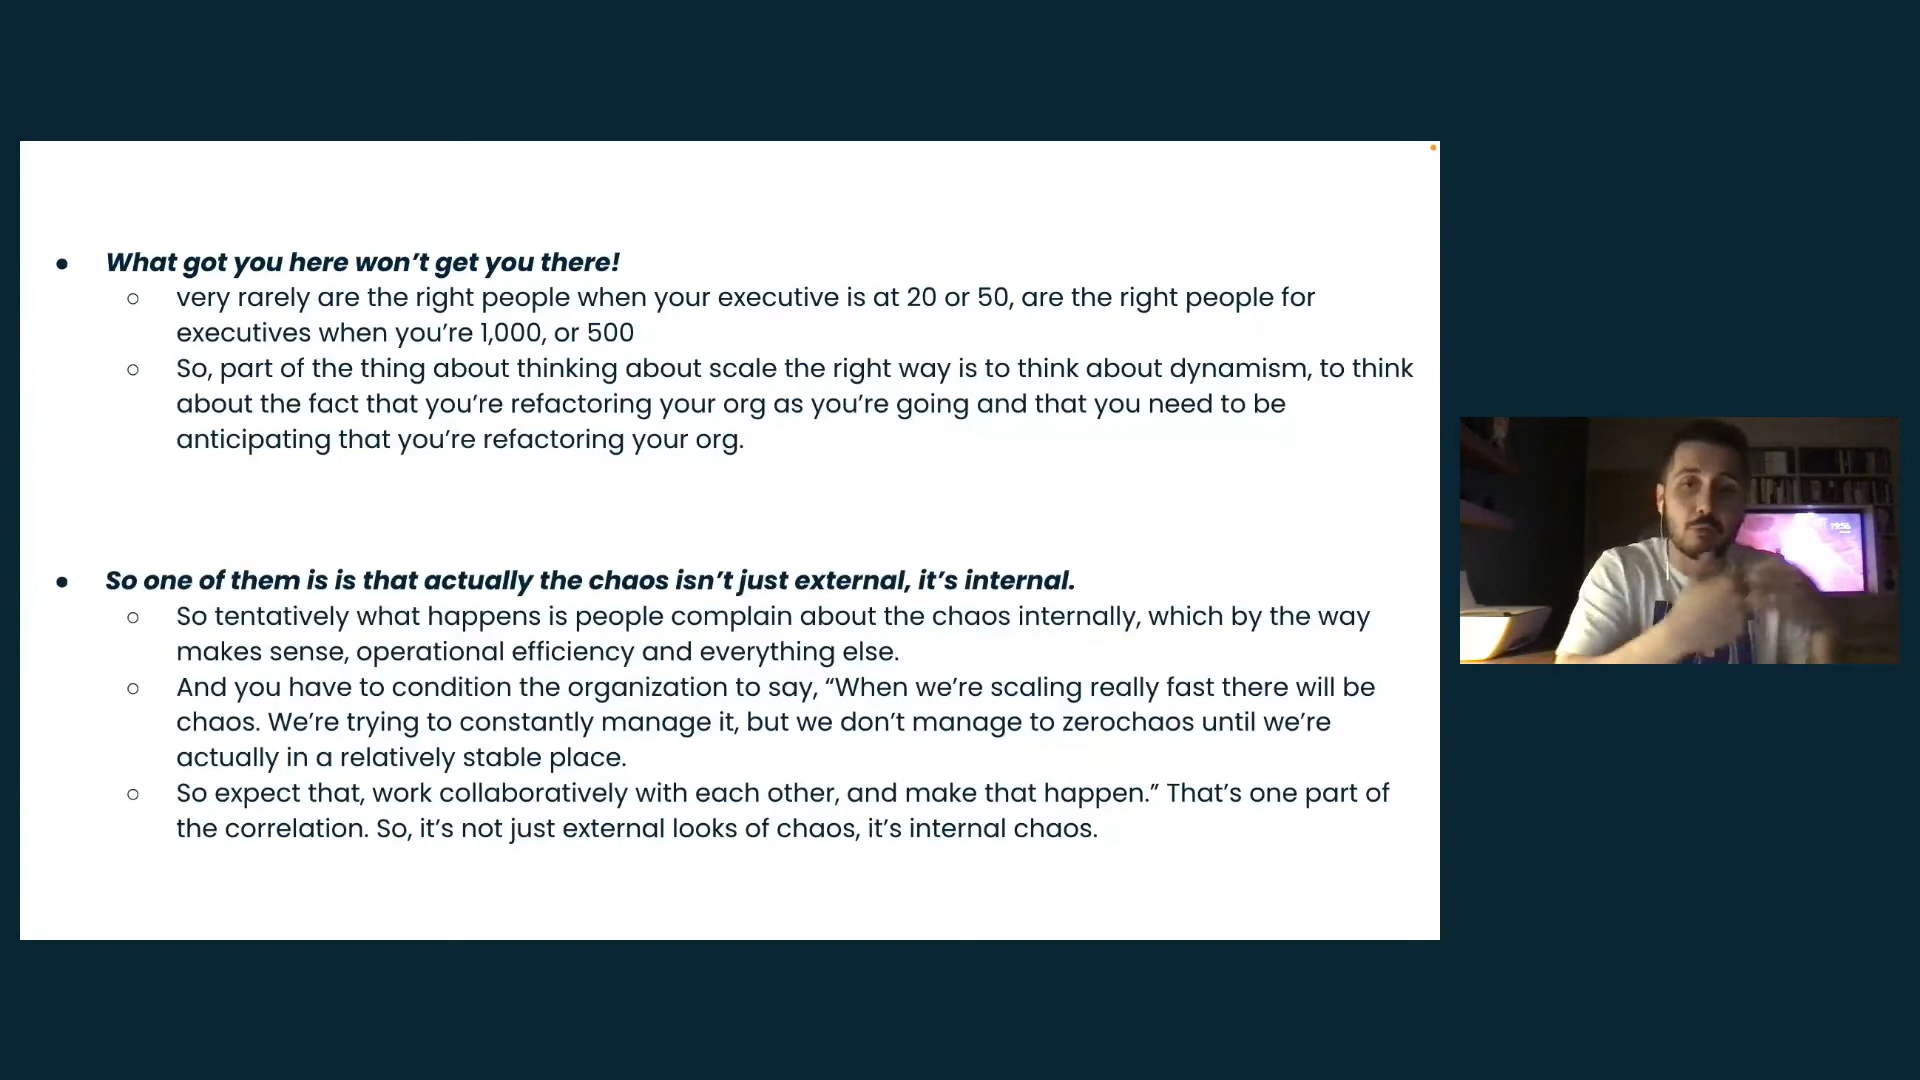 ● What got you here won’t get you there!
○ very rarely are the right people when your executive is at 20 or 50, are the right people for
executives when you’re 1,000, or 500
○ So, part of the thing about thinking about scale the right way is to think about dynamism, to think
about the fact that you’re refactoring your org as you’re going and that you need to be
anticipating that you’re refactoring your org.
● So one of them is is that actually the chaos isn’t just external, it’s internal.
○ So tentatively what happens is people complain about the chaos internally, which by the way
makes sense, operational efficiency and everything else.
○ And you have to condition the organization to say, “When we’re scaling really fast there will be
chaos. We’re trying to constantly manage it, but we don’t manage to zerochaos until we’re
actually in a relatively stable place.
○ So expect that, work collaboratively with each other, and make that happen.” That’s one part of
the correlation. So, it’s not just external looks of chaos, it’s internal chaos.